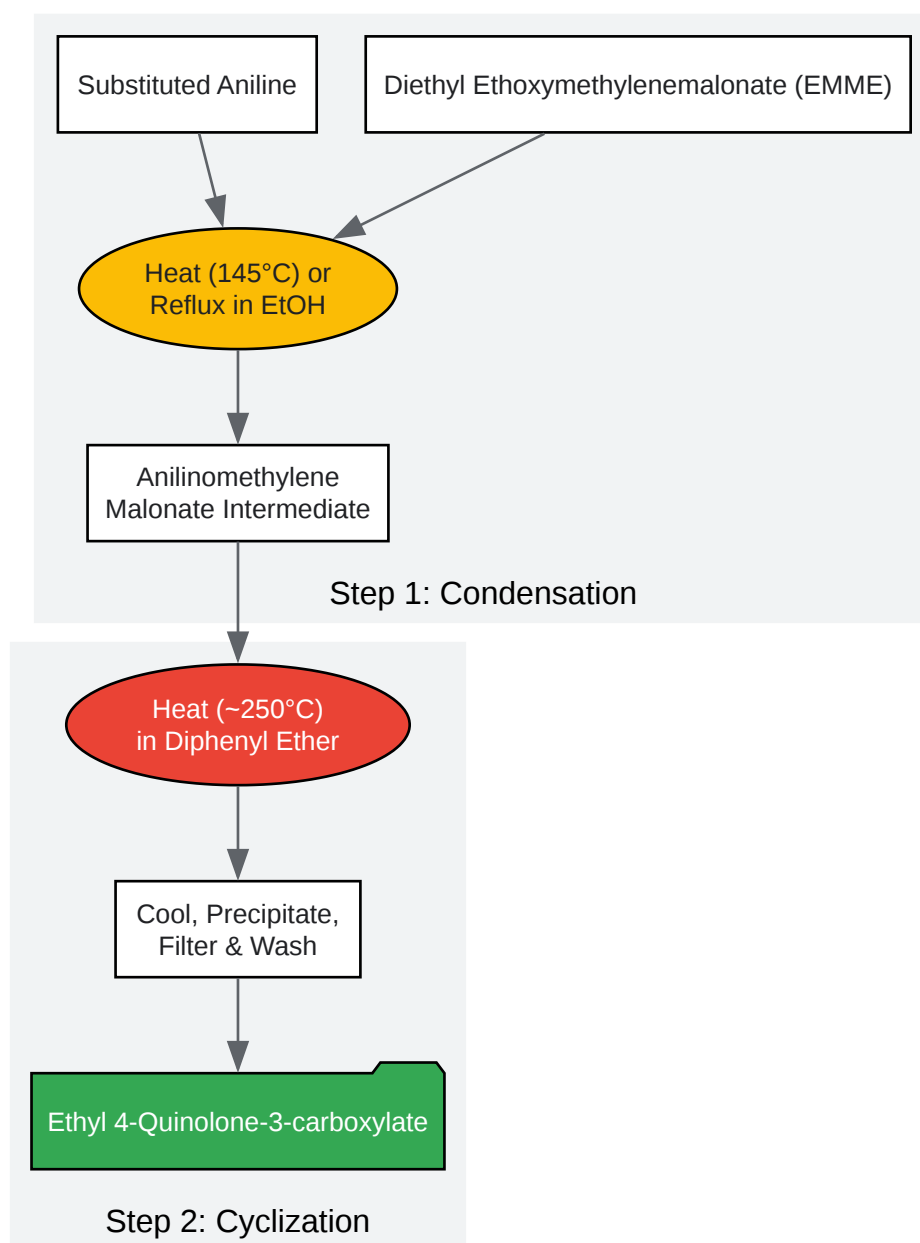 Substituted Aniline
Diethyl Ethoxymethylenemalonate (EMME)
Heat (145°C) or
Reflux in EtOH
Anilinomethylene
Malonate Intermediate
Step 1: Condensation
Heat (~250°C)
in Diphenyl Ether
Cool, Precipitate,
Filter & Wash
Ethyl 4-Quinolone-3-carboxylate
Step 2: Cyclization